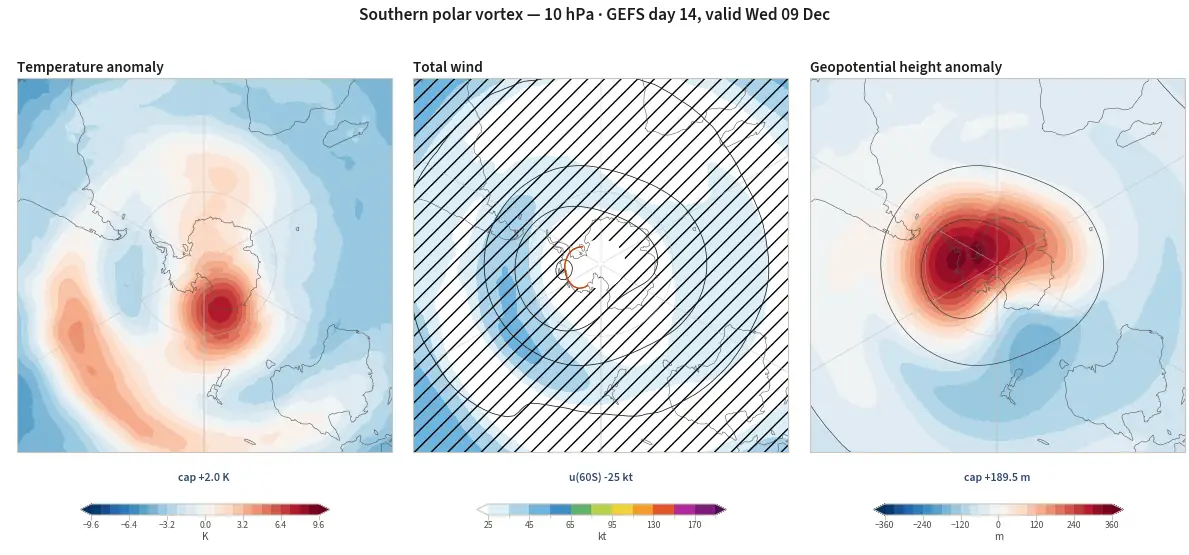 Southern polar vortex — 10 hPa · GEFS day 14, valid Wed 09 Dec
Temperature anomaly
Total wind
Geopotential height anomaly
cap +2.0 K
u(60S) -25 kt
cap +189.5 m
−9.6 −6.4 −3.2 0.0 3.2 6.4 9.6
K
25 45 65 95 130 170
kt
−360 −240 −120 0 120 240 360
m